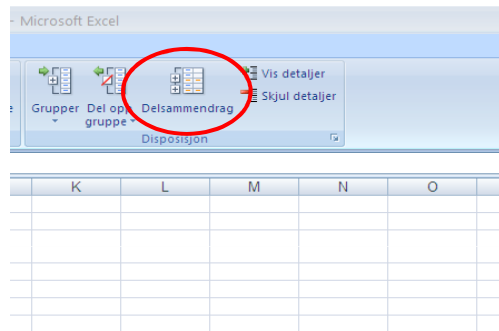 - Microsoft Excel
Vis detaljer
Skjul detaljer
Grupper Del opp Delsammendrag
gruppe
Disposisjon
K L M N O